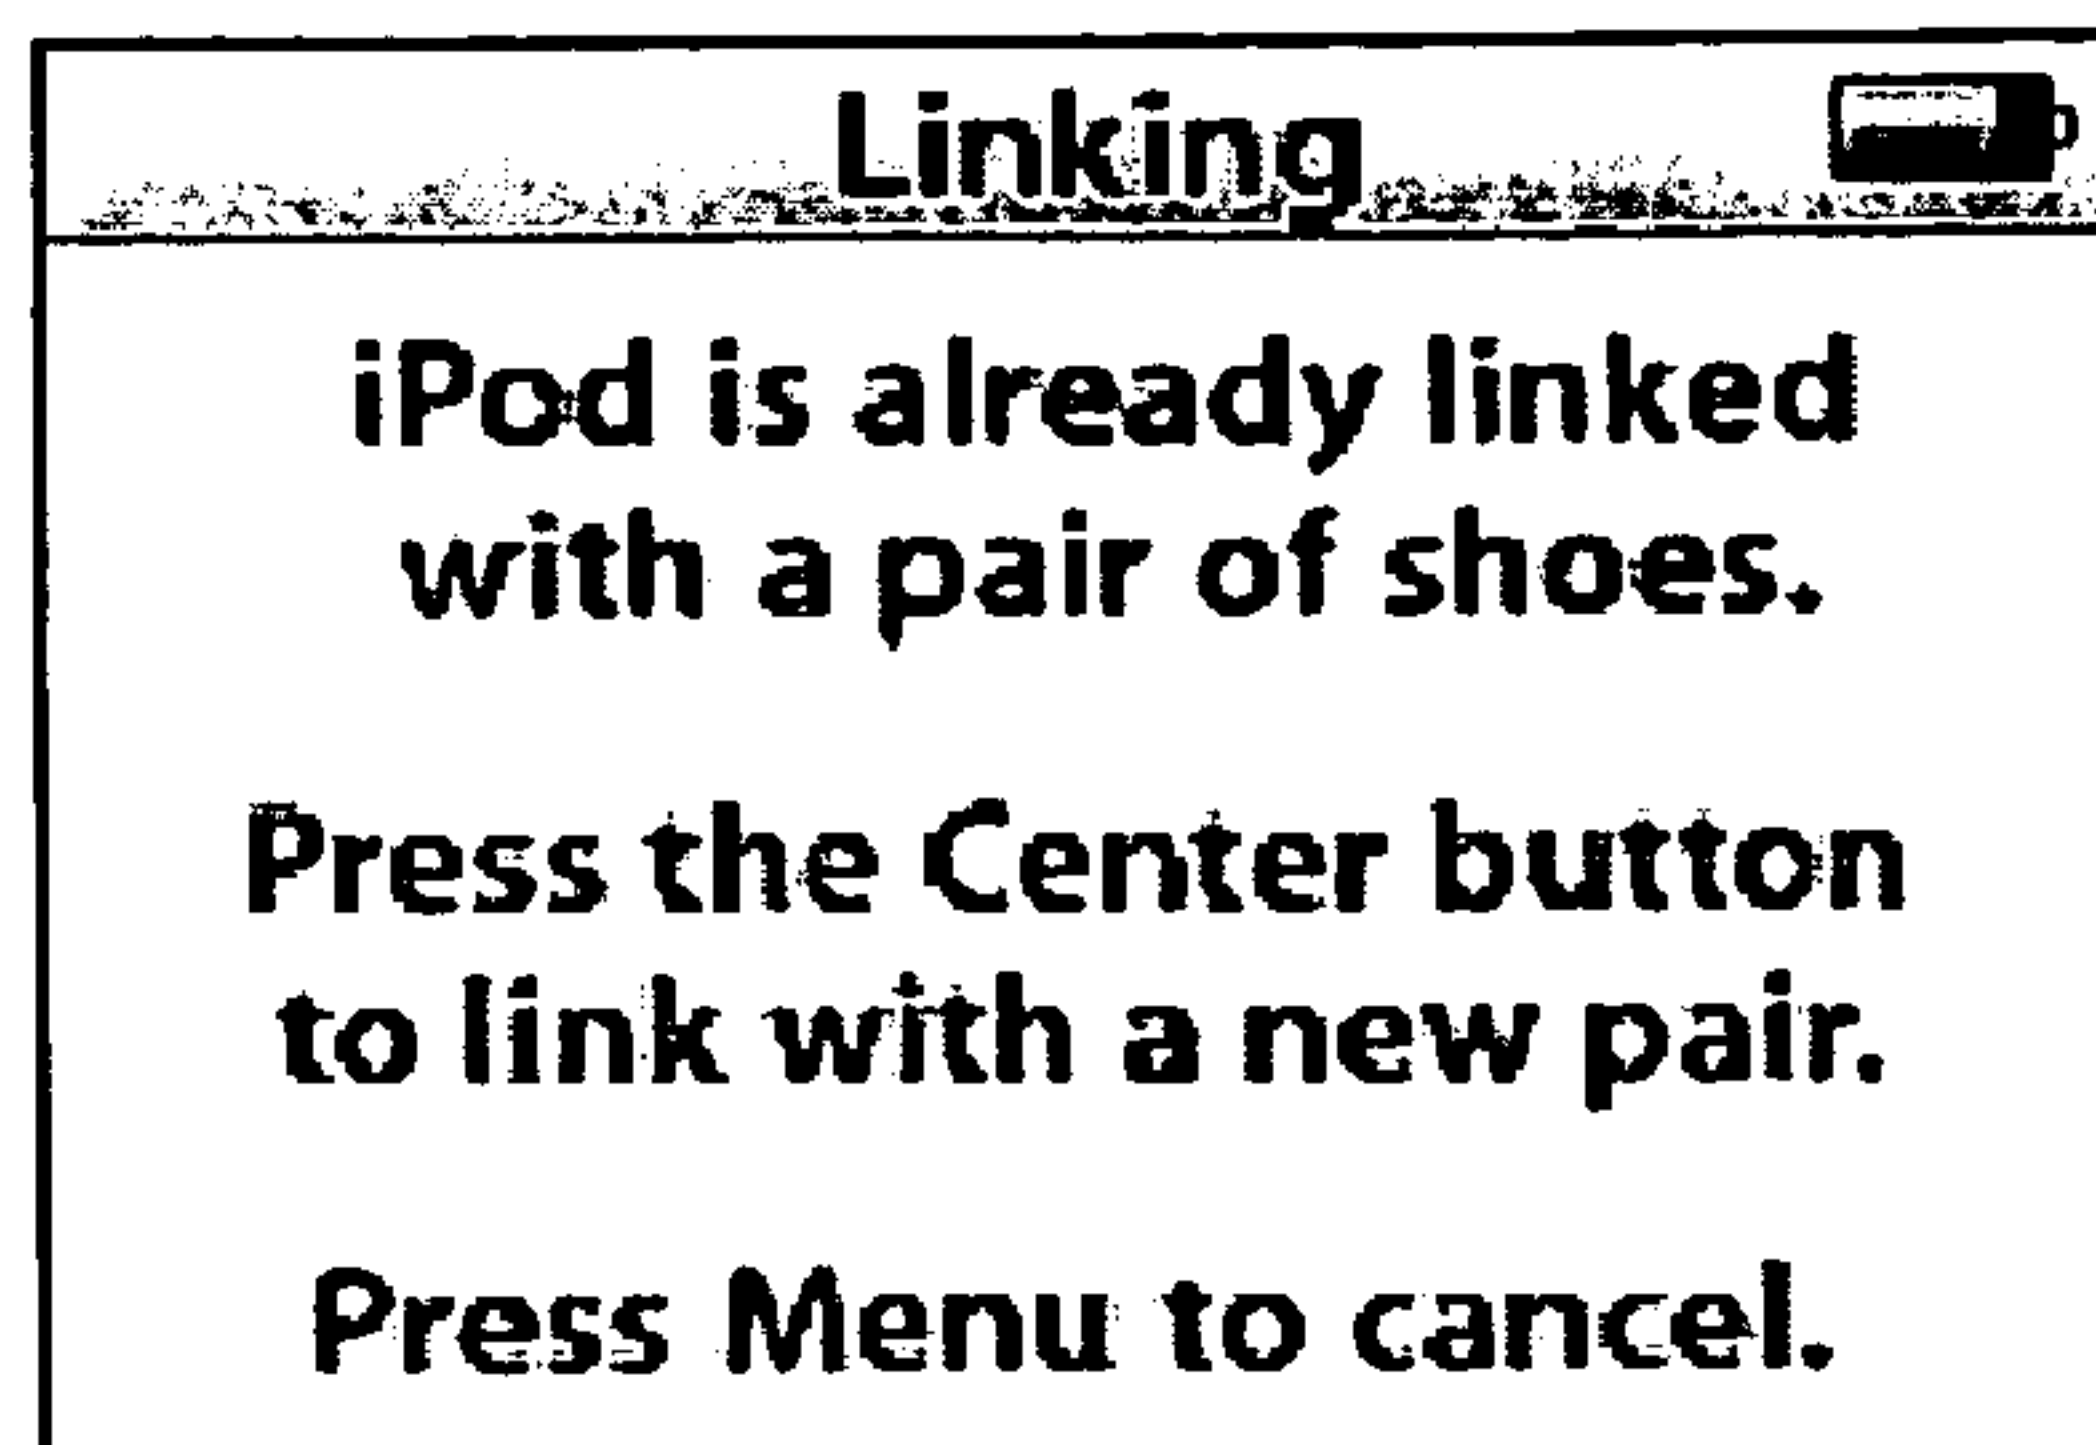 Linking
iPod is already linked
with a pair of shoes.
Press the Center button
to link with a new pair.
Press Menu to cancel.